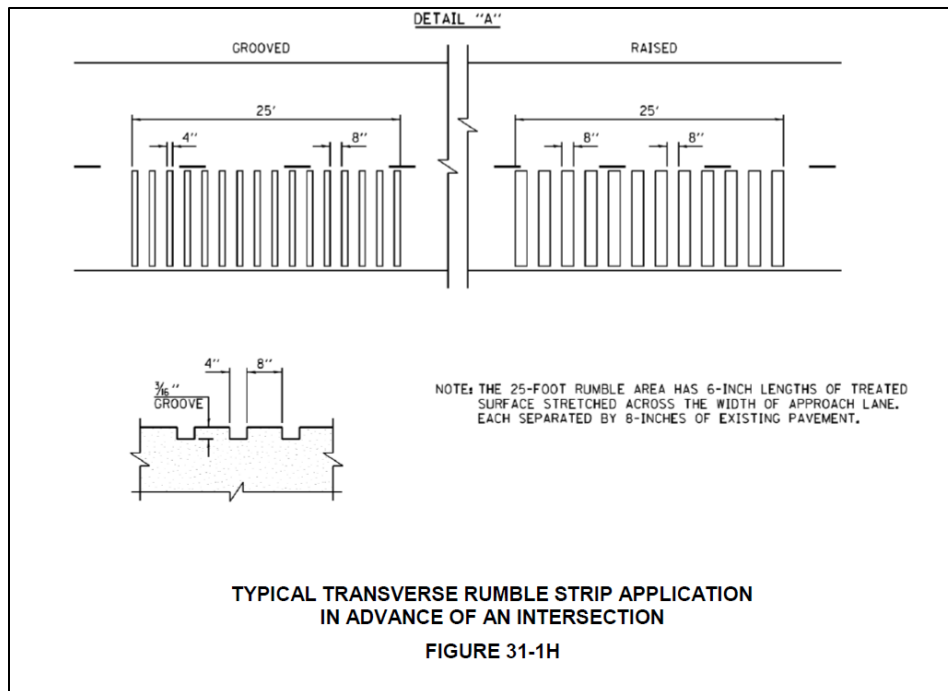 DETAIL "A"
GROOVED
RAISED
25'
25'
4"
8"
8"
8"
4"
8"
3/16"
GROOVE
NOTE: THE 25-FOOT RUMBLE AREA HAS 6-INCH LENGTHS OF TREATED
SURFACE STRETCHED ACROSS THE WIDTH OF APPROACH LANE.
EACH SEPARATED BY 8-INCHES OF EXISTING PAVEMENT.
TYPICAL TRANSVERSE RUMBLE STRIP APPLICATION
IN ADVANCE OF AN INTERSECTION
FIGURE 31-1H